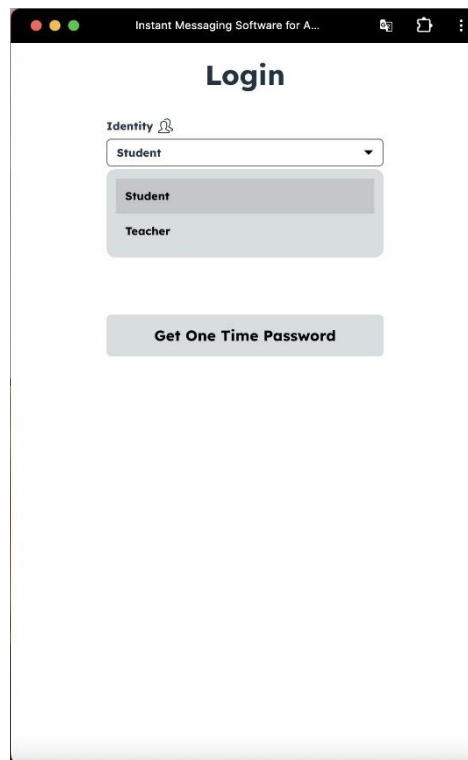 Instant Messaging Software for A...
Login
Identity
Student
Student
Teacher
Get One Time Password